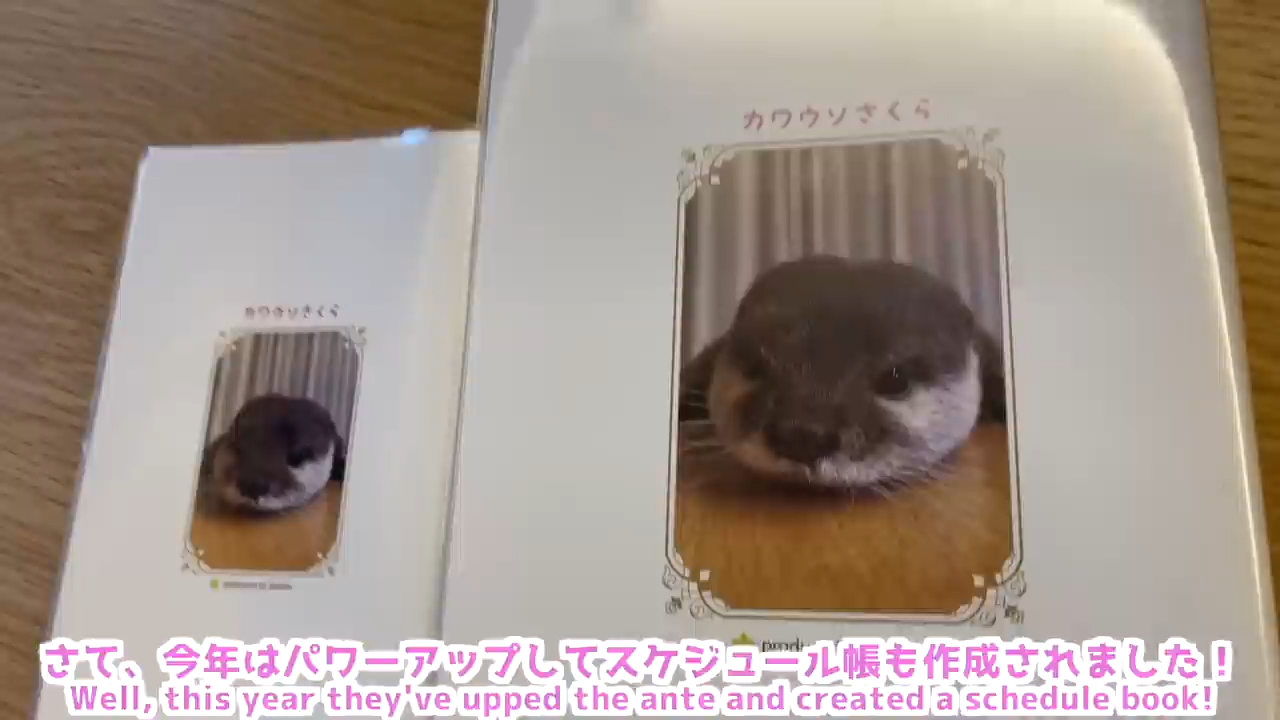 カワウソさくら
カワウソさくら
さて、今年はパワーアップしてスケジュール帳も作成されました！
Well, this year they've upped the ante and created a schedule book!